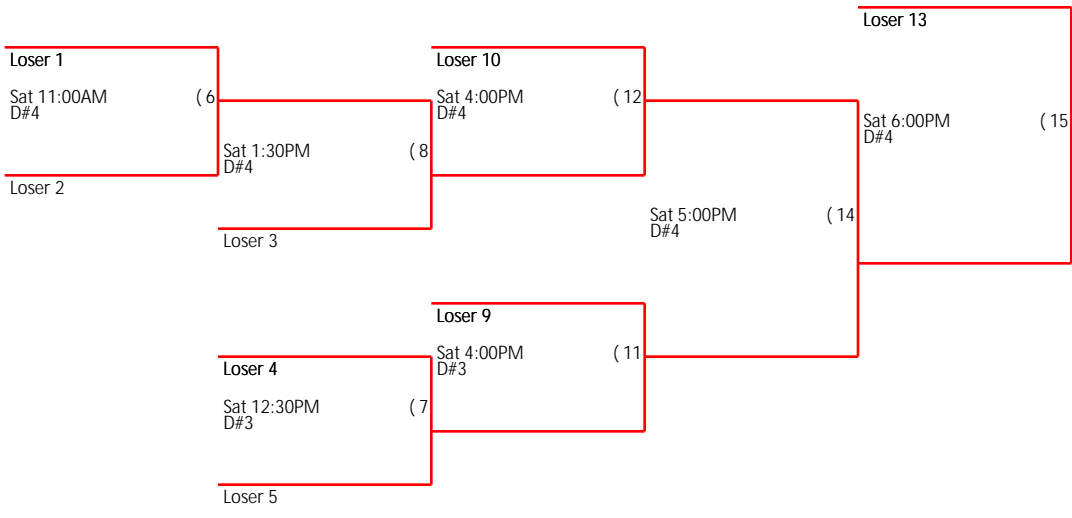 Loser 13
Loser 1
Loser 10
Sat 11:00AM ( 6
D#4
Sat 4:00PM ( 12
D#4
Sat 6:00PM ( 15
D#4
Sat 1:30PM ( 8
D#4
Loser 2
Loser 3
Sat 5:00PM ( 14
D#4
Loser 9
Sat 4:00PM ( 11
D#3
Loser 4
Sat 12:30PM ( 7
D#3
Loser 5